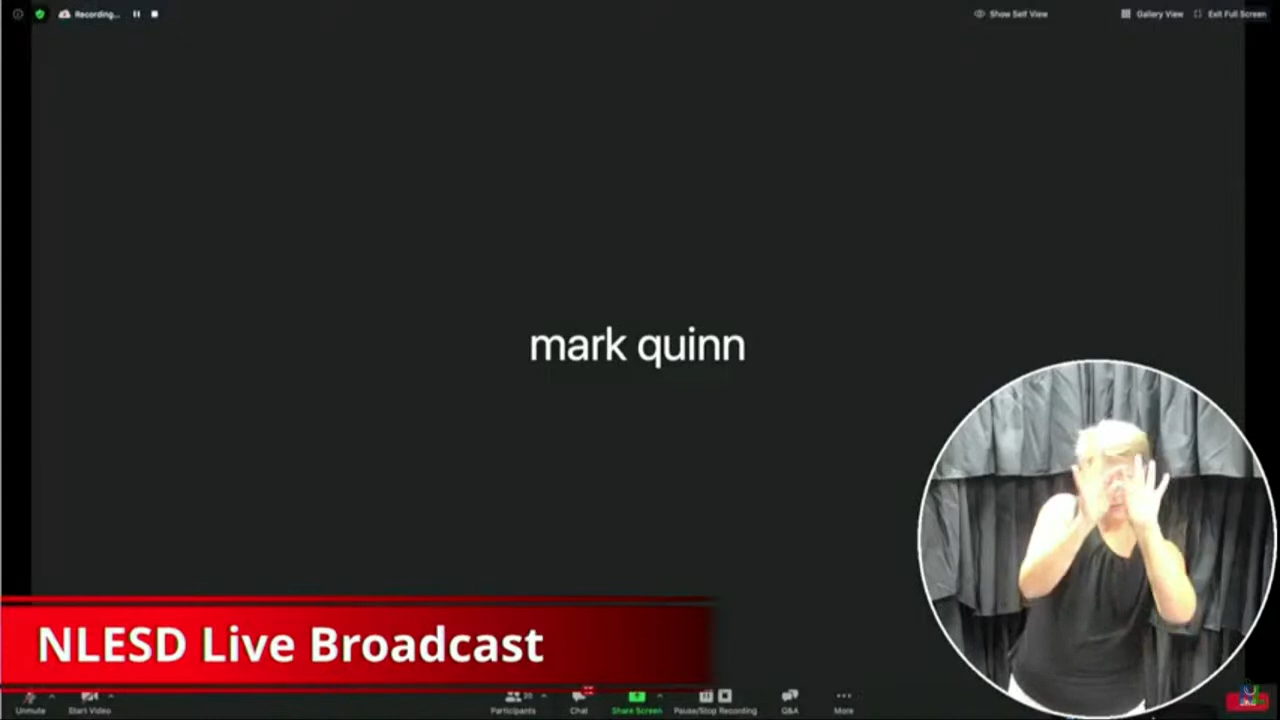 Recording...
Show Self View
Gallery View
Exit Full Screen
mark quinn
NLESD Live Broadcast
Unmute
Start Video
Participants
Chat
Share Screen
Pause/Stop Recording
Q&A
More